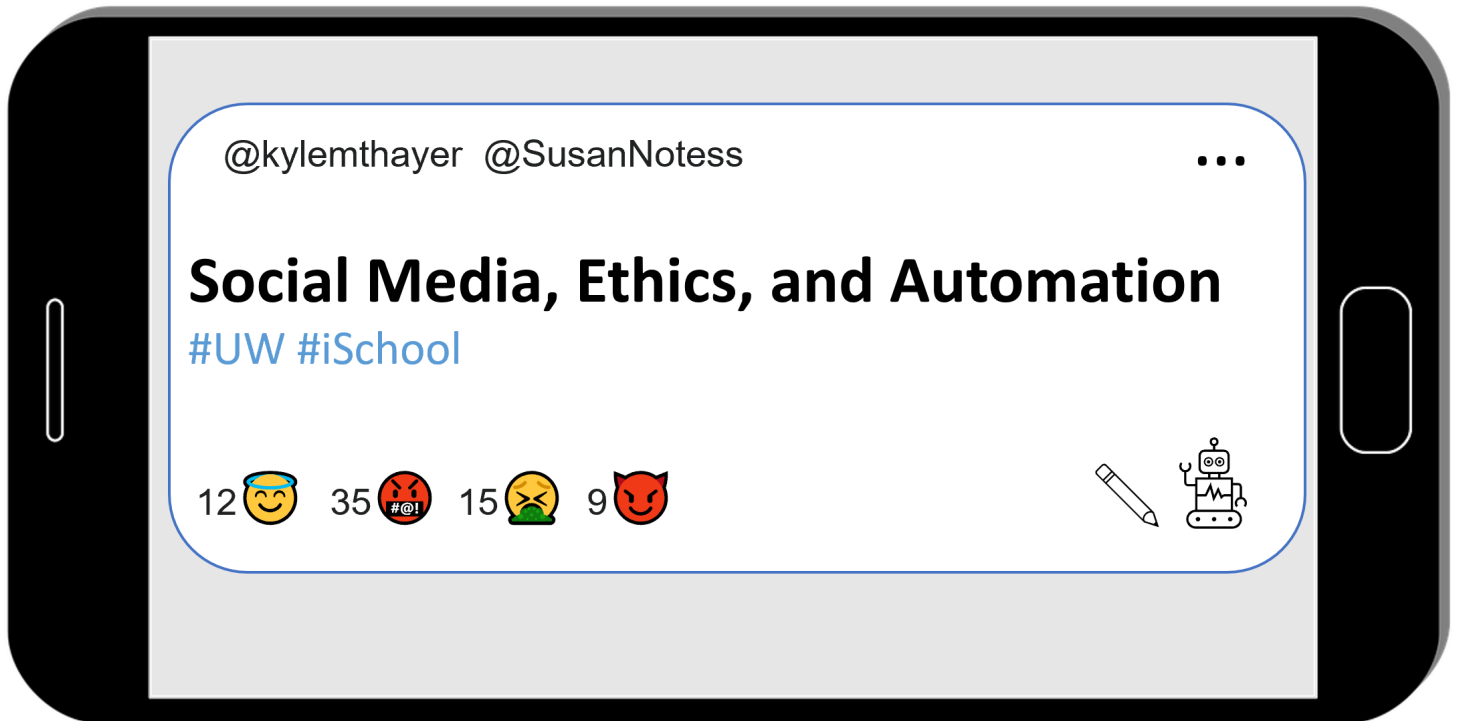 @kylemthayer @SusanNotess ...
Social Media, Ethics, and Automation
#UW #iSchool
12 35 #@! 15 9